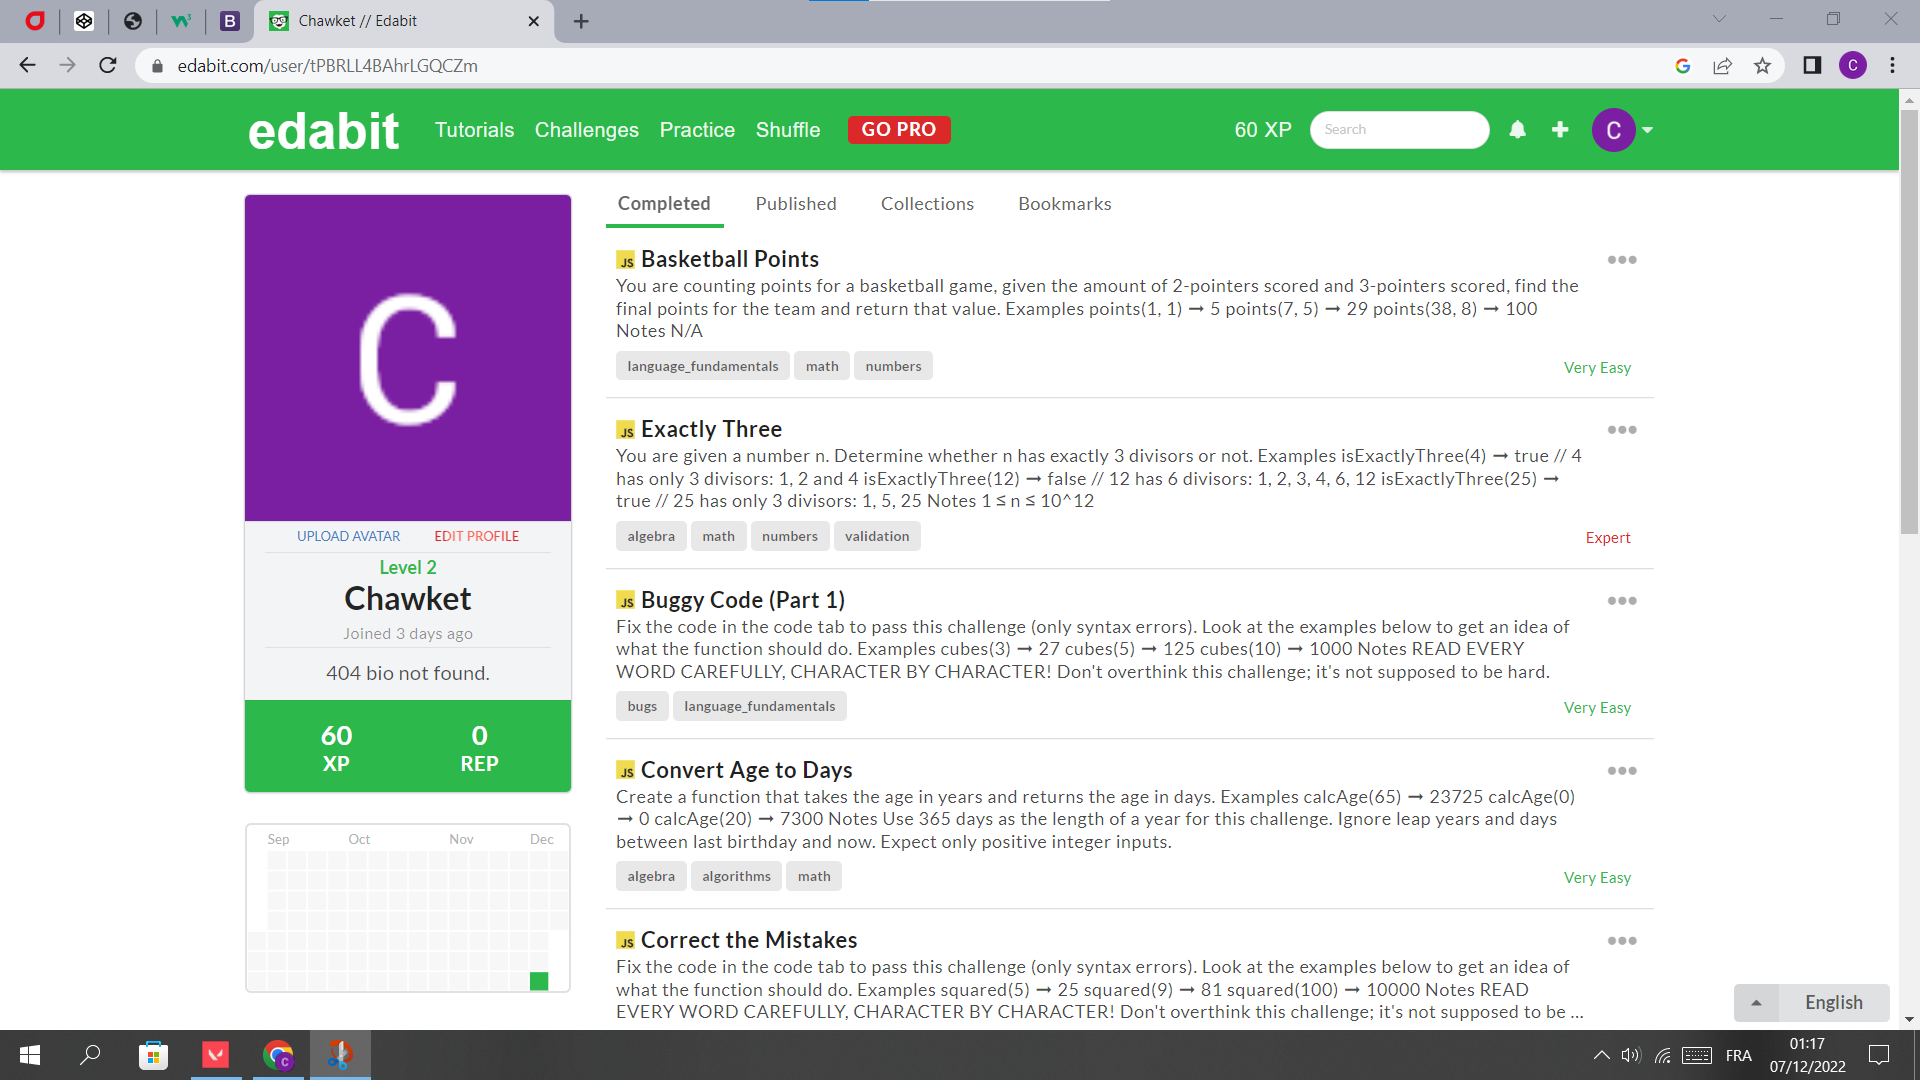 Chawket // Edabit
edabit.com/user/tPBRLL4BAhrLGQCZm
edabit
Tutorials
Challenges
Practice
Shuffle
GO PRO
60 XP
Search
C
C
UPLOAD AVATAR
EDIT PROFILE
Level 2
Chawket
Joined 3 days ago
404 bio not found.
60
XP
0
REP
Sep
Oct
Nov
Dec
Completed
Published
Collections
Bookmarks
JS Basketball Points
You are counting points for a basketball game, given the amount of 2-pointers scored and 3-pointers scored, find the
final points for the team and return that value. Examples points(1, 1) ➞ 5 points(7, 5) ➞ 29 points(38, 8) ➞ 100
Notes N/A
language_fundamentals
math
numbers
Very Easy
JS Exactly Three
You are given a number n. Determine whether n has exactly 3 divisors or not. Examples isExactlyThree(4) ➞ true // 4
has only 3 divisors: 1, 2 and 4 isExactlyThree(12) ➞ false // 12 has 6 divisors: 1, 2, 3, 4, 6, 12 isExactlyThree(25) ➞
true // 25 has only 3 divisors: 1, 5, 25 Notes 1 ≤ n ≤ 10^12
algebra
math
numbers
validation
Expert
JS Buggy Code (Part 1)
Fix the code in the code tab to pass this challenge (only syntax errors). Look at the examples below to get an idea of
what the function should do. Examples cubes(3) ➞ 27 cubes(5) ➞ 125 cubes(10) ➞ 1000 Notes READ EVERY
WORD CAREFULLY, CHARACTER BY CHARACTER! Don't overthink this challenge; it's not supposed to be hard.
bugs
language_fundamentals
Very Easy
JS Convert Age to Days
Create a function that takes the age in years and returns the age in days. Examples calcAge(65) ➞ 23725 calcAge(0)
➞ 0 calcAge(20) ➞ 7300 Notes Use 365 days as the length of a year for this challenge. Ignore leap years and days
between last birthday and now. Expect only positive integer inputs.
algebra
algorithms
math
Very Easy
JS Correct the Mistakes
Fix the code in the code tab to pass this challenge (only syntax errors). Look at the examples below to get an idea of
what the function should do. Examples squared(5) ➞ 25 squared(9) ➞ 81 squared(100) ➞ 10000 Notes READ
EVERY WORD CAREFULLY, CHARACTER BY CHARACTER! Don't overthink this challenge; it's not supposed to be ...
English
FRA
01:17
07/12/2022